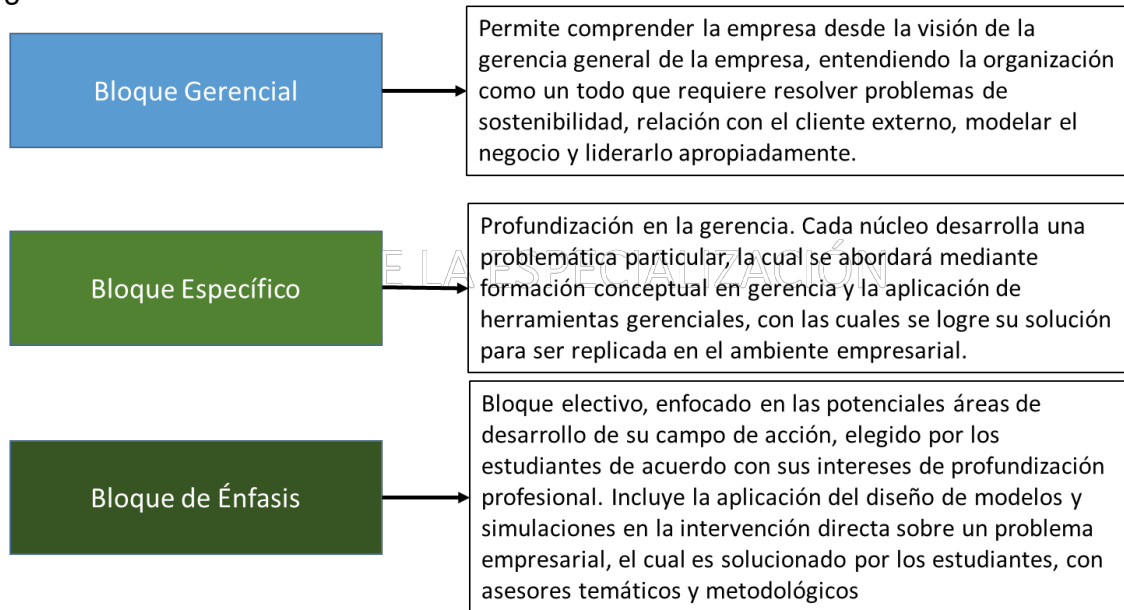 Bloque Gerencial
Permite comprender la empresa desde la visión de la
gerencia general de la empresa, entendiendo la organización
como un todo que requiere resolver problemas de
sostenibilidad, relación con el cliente externo, modelar el
negocio y liderarlo apropiadamente.
Bloque Específico
Profundización en la gerencia. Cada núcleo desarrolla una
problemática particular, la cual se abordará mediante
formación conceptual en gerencia y la aplicación de
herramientas gerenciales, con las cuales se logre su solución
para ser replicada en el ambiente empresarial.
E LA ESPECIALIZACIÓN
Bloque de Énfasis
Bloque electivo, enfocado en las potenciales áreas de
desarrollo de su campo de acción, elegido por los
estudiantes de acuerdo con sus intereses de profundización
profesional. Incluye la aplicación del diseño de modelos y
simulaciones en la intervención directa sobre un problema
empresarial, el cual es solucionado por los estudiantes, con
asesores temáticos y metodológicos